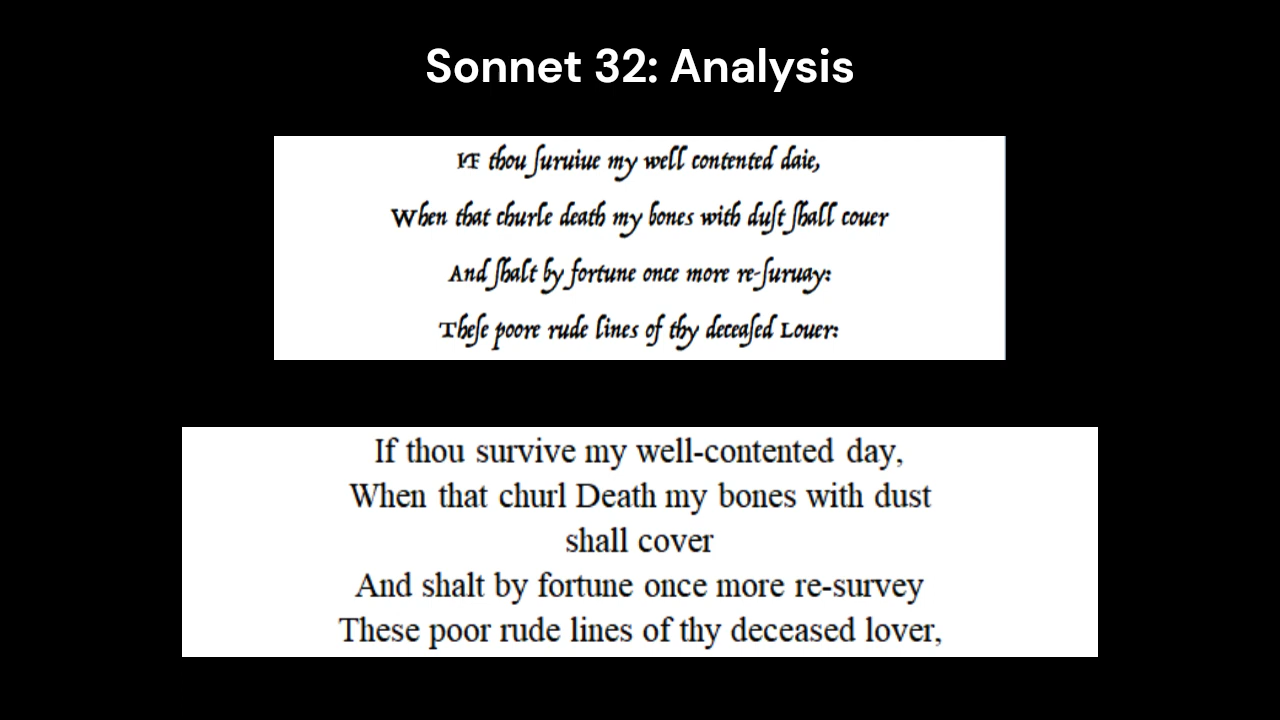 Sonnet 32: Analysis
IF thou ſuruiue my well contented daie,
When that churle death my bones with duſt ſhall couer
And ſhalt by fortune once more re-ſuruay:
Theſe poore rude lines of thy deceaſed Louer:
If thou survive my well-contented day,
When that churl Death my bones with dust
shall cover
And shalt by fortune once more re-survey
These poor rude lines of thy deceased lover,